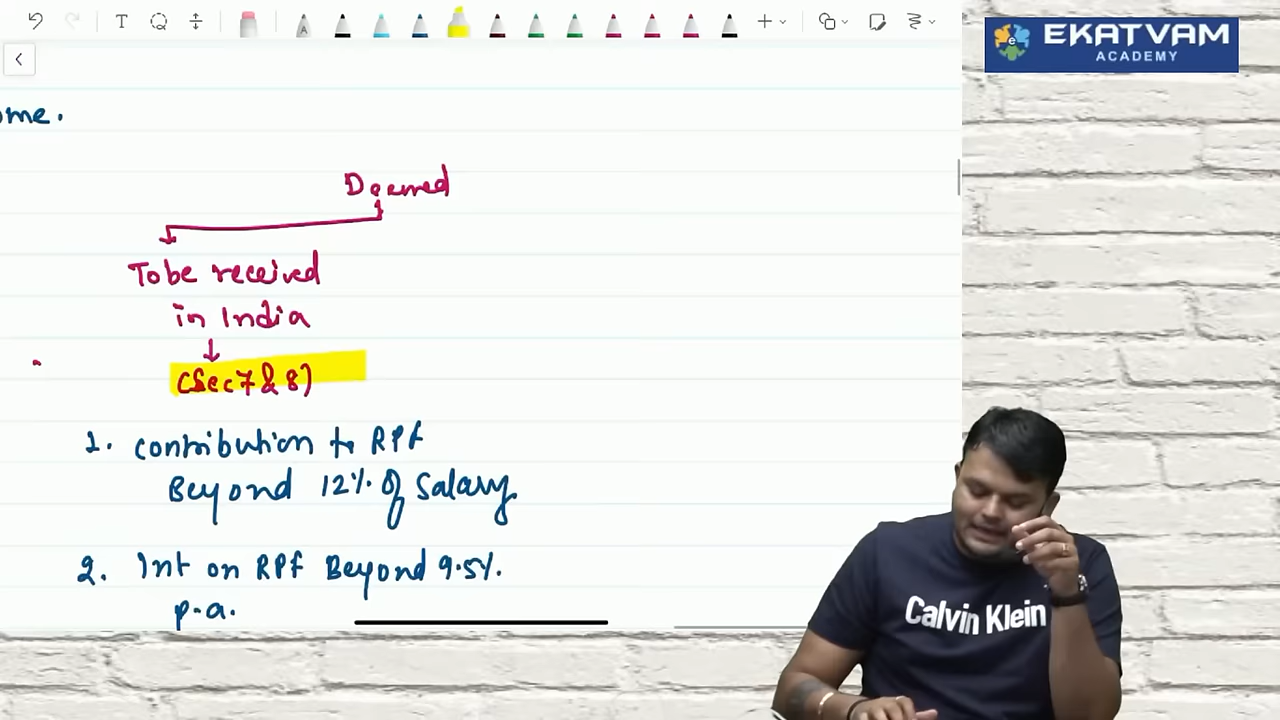 EKATVAM
ACADEMY
ome.
Deemed
To be received
in India
(Sec 7 & 8)
1. Contribution to RPF
Beyond 12% of Salary
2. Int on RPF Beyond 9.5%.
p.a.
Calvin Klein